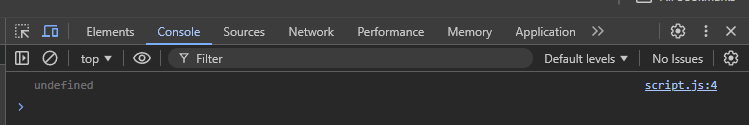 Elements Console Sources Network Performance Memory Application
top Filter Default levels No Issues
undefined script.js:4